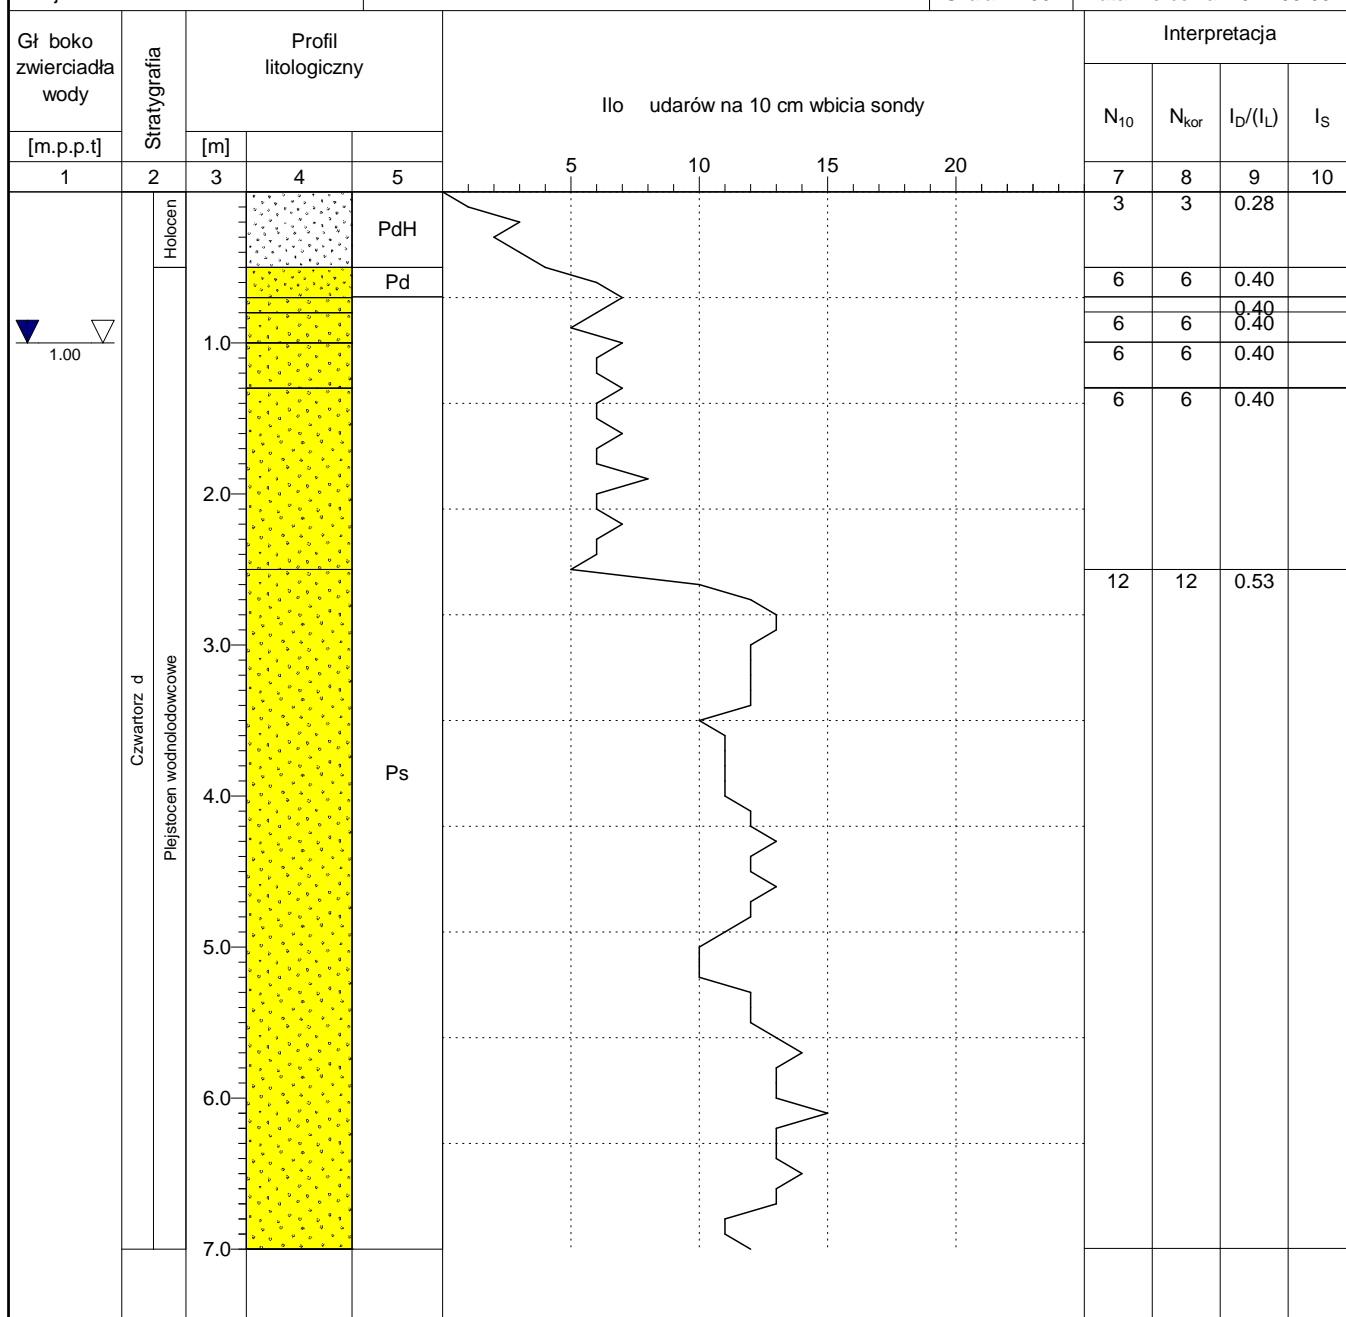 Gł boko
zwierciadła
wody
[m.p.p.t]
Stratygrafia
Profil
litologiczny
[m]
Ilo udarów na 10 cm wbicia sondy
Interpretacja
N10 Nkor ID/(IL) IS
5 10 15 20
1 2 3 4 5 7 8 9 10
Holocen
PdH
3 3 0.28
Pd
6 6 0.40
0.40
6 6 0.40
1.00
1.0
6 6 0.40
6 6 0.40
2.0
12 12 0.53
3.0
Czwartorz d
Plejstocen wodnolodowcowe
Ps
4.0
5.0
6.0
7.0